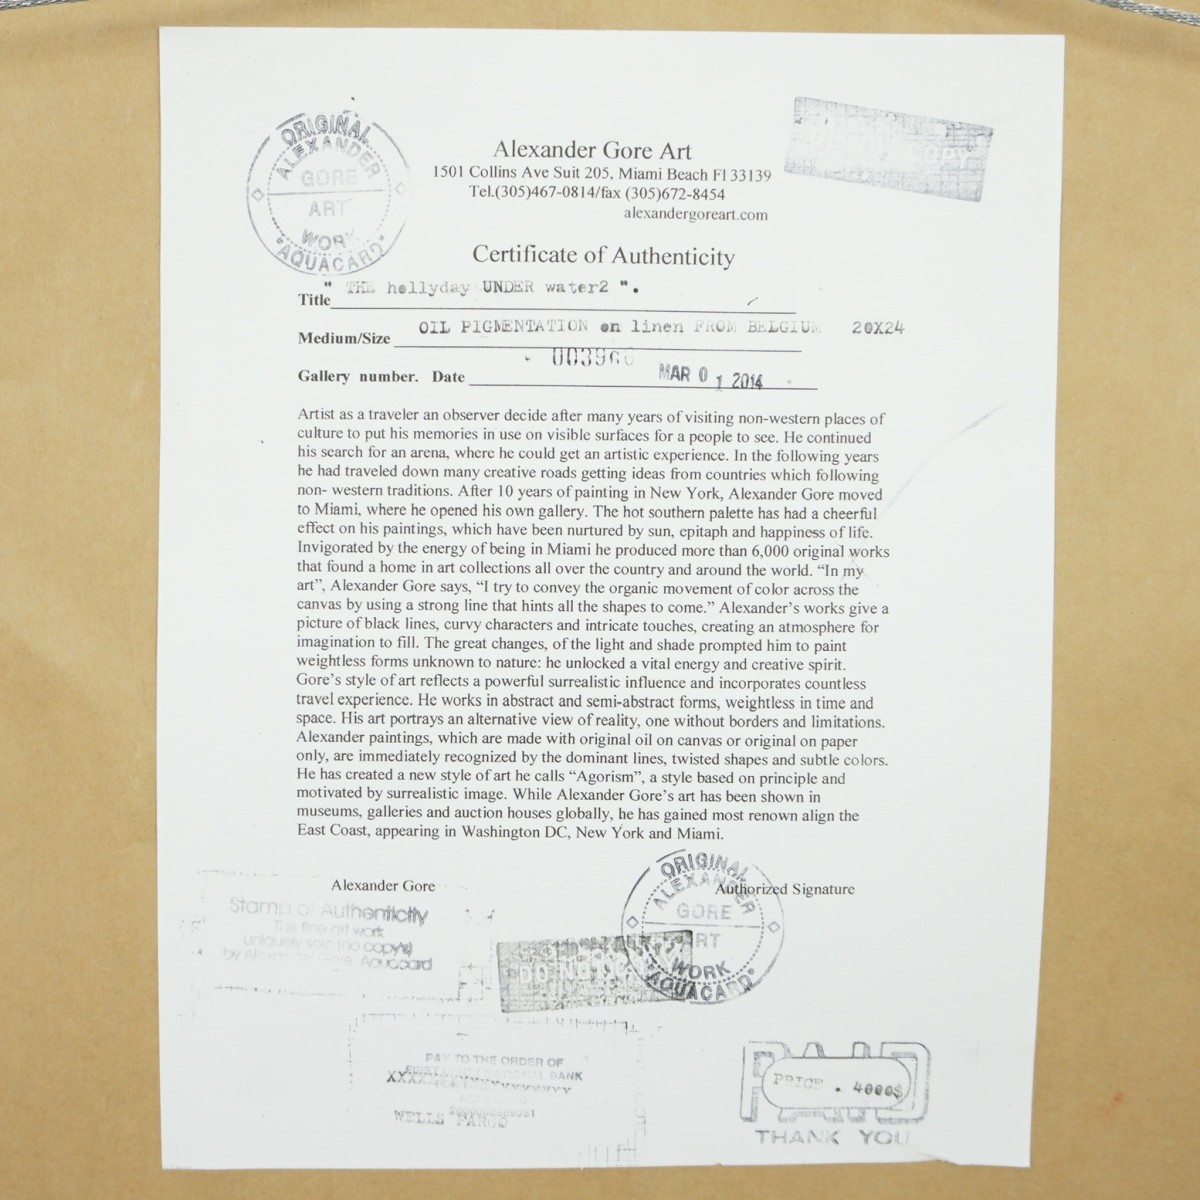 ORIGINAL
ALEXANDER
GORE
ART
WORK
AQUACARD
Alexander Gore Art
1501 Collins Ave Suit 205, Miami Beach Fl 33139
Tel.(305)467-0814/fax (305)672-8454
alexandergoreart.com
Certificate of Authenticity
Title " THE hollyday UNDER water2 ".
Medium/Size OIL PIGMENTATION on linen FROM BELGIUM 20X24
Gallery number. Date 003966 MAR 01 2014
Artist as a traveler an observer decide after many years of visiting non-western places of
culture to put his memories in use on visible surfaces for a people to see. He continued
his search for an arena, where he could get an artistic experience. In the following years
he had traveled down many creative roads getting ideas from countries which following
non- western traditions. After 10 years of painting in New York, Alexander Gore moved
to Miami, where he opened his own gallery. The hot southern palette has had a cheerful
effect on his paintings, which have been nurtured by sun, epitaph and happiness of life.
Invigorated by the energy of being in Miami he produced more than 6,000 original works
that found a home in art collections all over the country and around the world. “In my
art”, Alexander Gore says, “I try to convey the organic movement of color across the
canvas by using a strong line that hints all the shapes to come.” Alexander’s works give a
picture of black lines, curvy characters and intricate touches, creating an atmosphere for
imagination to fill. The great changes, of the light and shade prompted him to paint
weightless forms unknown to nature: he unlocked a vital energy and creative spirit.
Gore’s style of art reflects a powerful surrealistic influence and incorporates countless
travel experience. He works in abstract and semi-abstract forms, weightless in time and
space. His art portrays an alternative view of reality, one without borders and limitations.
Alexander paintings, which are made with original oil on canvas or original on paper
only, are immediately recognized by the dominant lines, twisted shapes and subtle colors.
He has created a new style of art he calls “Agorism”, a style based on principle and
motivated by surrealistic image. While Alexander Gore’s art has been shown in
museums, galleries and auction houses globally, he has gained most renown align the
East Coast, appearing in Washington DC, New York and Miami.
Alexander Gore
Authorized Signature
ORIGINAL
ALEXANDER
GORE
ART
WORK
AQUACARD
Stamp of Authenticity
This fine art work
uniquely sold (no copys)
by Alexander Gore, Aquacard
DO NOT
PAY TO THE ORDER OF
NATIONAL BANK
WELLS FARGO
PAID
PRICE . 4000$
THANK YOU